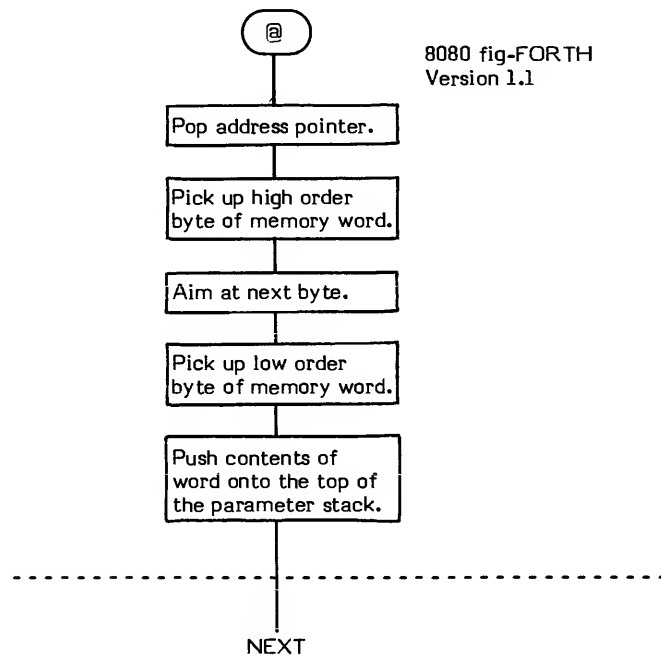 @
8080 fig-FORTH
Version 1.1
Pop address pointer.
Pick up high order
byte of memory word.
Aim at next byte.
Pick up low order
byte of memory word.
Push contents of
word onto the top of
the parameter stack.
NEXT